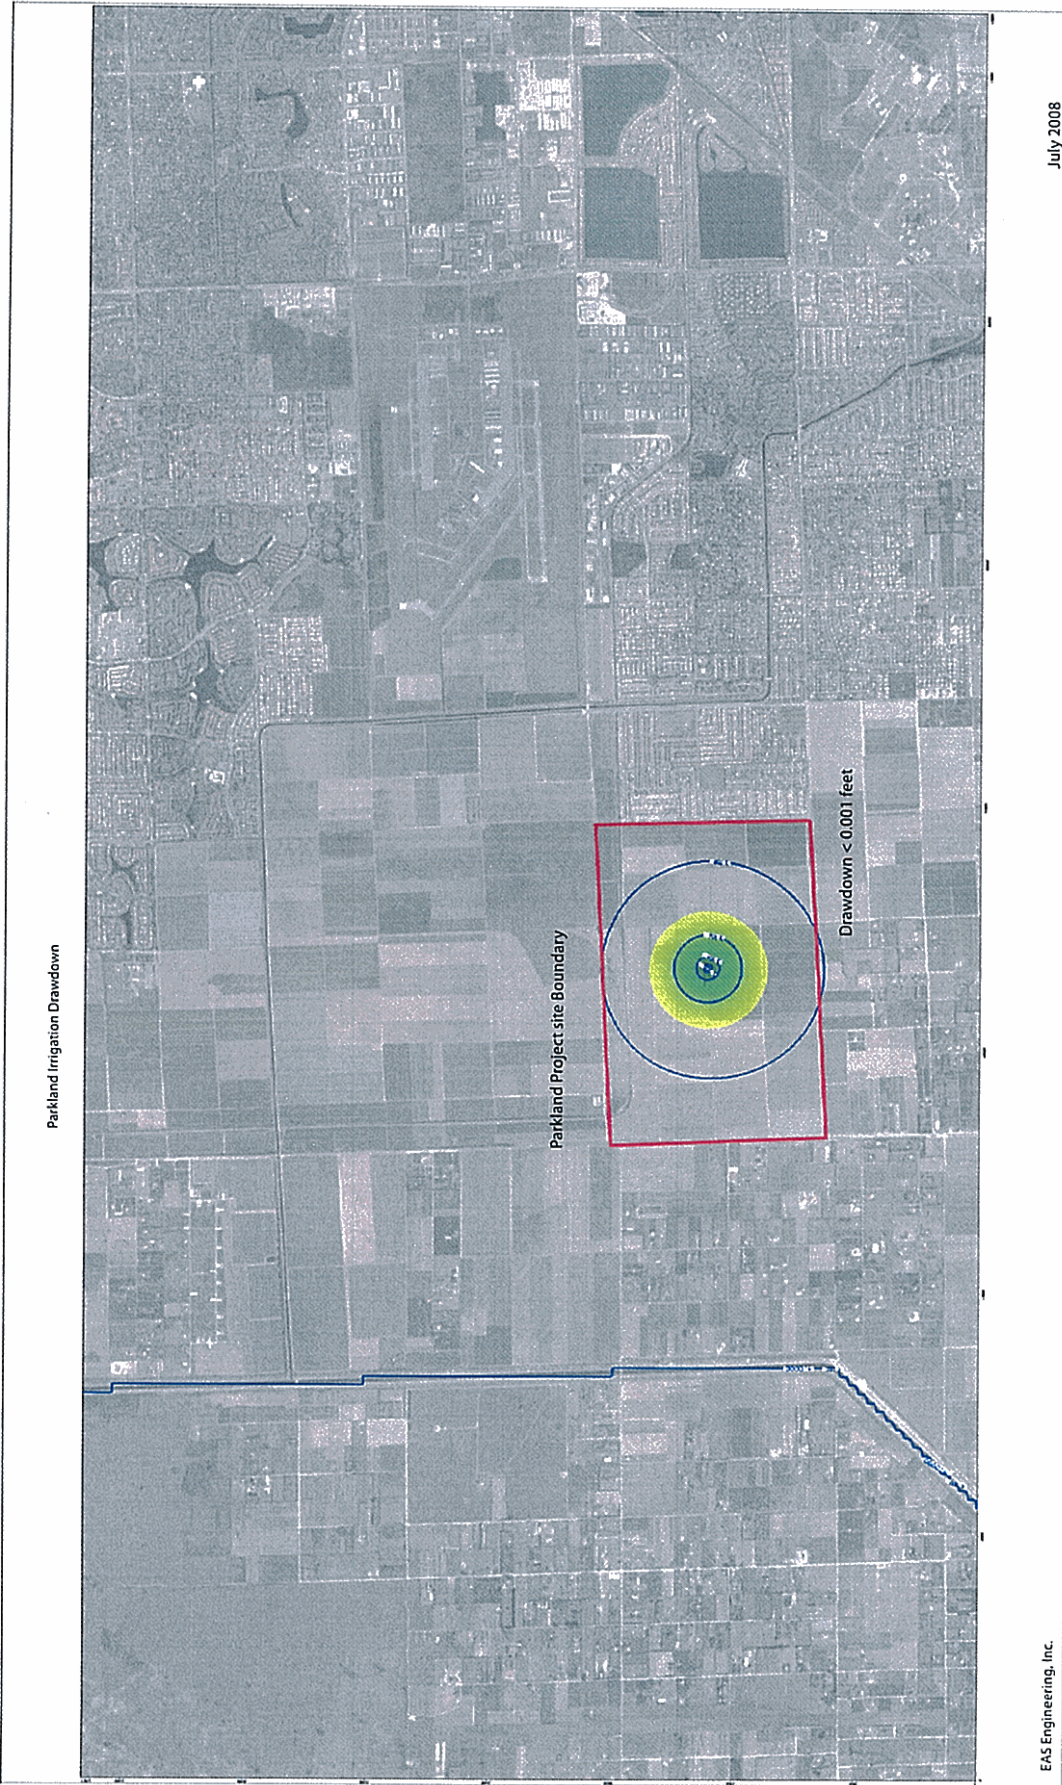 Parkland Irrigation Drawdown
Parkland Project site Boundary
Drawdown < 0.001 feet
EAS Engineering, Inc.
July 2008